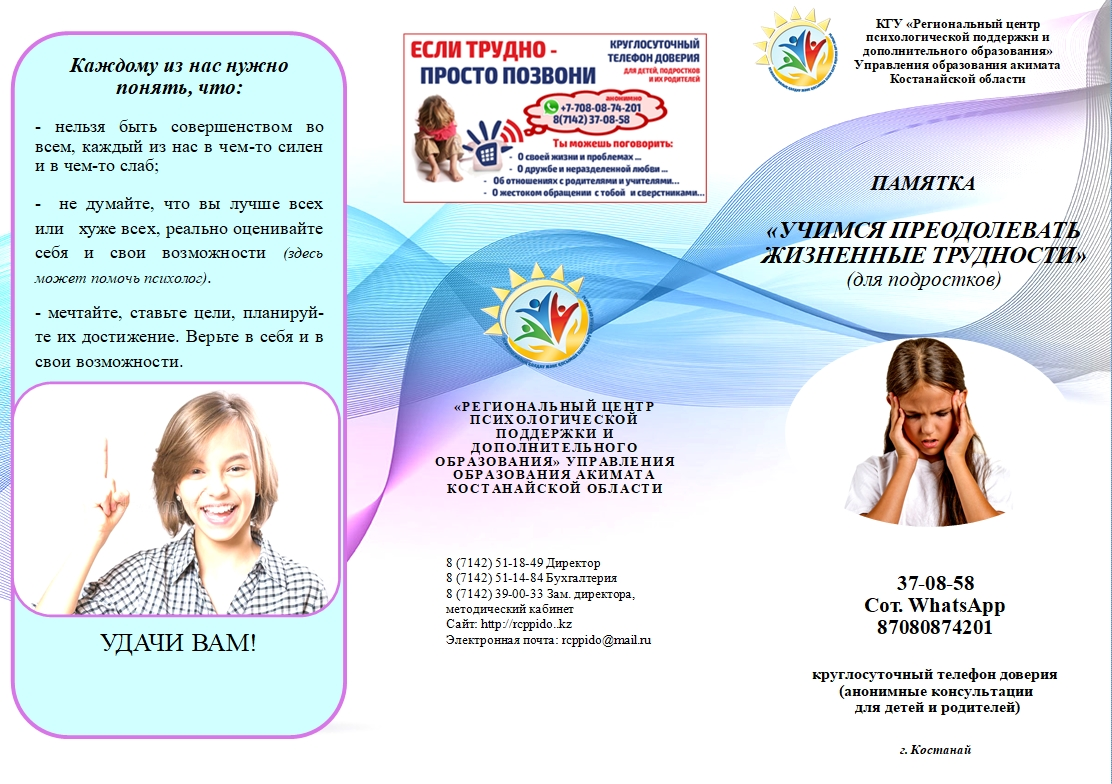 Каждому из нас нужно
понять, что:
- нельзя быть совершенством во
всем, каждый из нас в чем-то силен
и в чем-то слаб;
- не думайте, что вы лучше всех
или хуже всех, реально оценивайте
себя и свои возможности (здесь
может помочь психолог).
- мечтайте, ставьте цели, планируй-
те их достижение. Верьте в себя и в
свои возможности.
УДАЧИ ВАМ!
ЕСЛИ ТРУДНО -
ПРОСТО ПОЗВОНИ
КРУГЛОСУТОЧНЫЙ
ТЕЛЕФОН ДОВЕРИЯ
ДЛЯ ДЕТЕЙ, ПОДРОСТКОВ
И ИХ РОДИТЕЛЕЙ
анонимно
+7-708-08-74-201
8(7142) 37-08-58
Ты можешь поговорить:
- О своей жизни и проблемах ...
- О дружбе и неразделенной любви ...
- Об отношениях с родителями и учителями...
- О жестоком обращении с тобой и сверстниками...
«РЕГИОНАЛЬНЫЙ ЦЕНТР
ПСИХОЛОГИЧЕСКОЙ
ПОДДЕРЖКИ И
ДОПОЛНИТЕЛЬНОГО
ОБРАЗОВАНИЯ» УПРАВЛЕНИЯ
ОБРАЗОВАНИЯ АКИМАТА
КОСТАНАЙСКОЙ ОБЛАСТИ
8 (7142) 51-18-49 Директор
8 (7142) 51-14-84 Бухгалтерия
8 (7142) 39-00-33 Зам. директора,
методический кабинет
Сайт: http://rcppido..kz
Электронная почта: rcppido@mail.ru
КГУ «Региональный центр
психологической поддержки и
дополнительного образования»
Управления образования акимата
Костанайской области
ПАМЯТКА
«УЧИМСЯ ПРЕОДОЛЕВАТЬ
ЖИЗНЕННЫЕ ТРУДНОСТИ»
(для подростков)
37-08-58
Сот. WhatsApp
87080874201
круглосуточный телефон доверия
(анонимные консультации
для детей и родителей)
г. Костанай